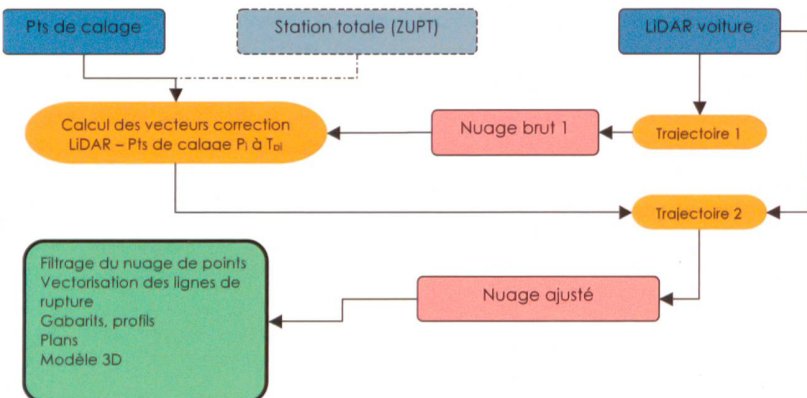 Pts de calage
Station totale (ZUPT)
LiDAR voiture
Calcul des vecteurs correction
LiDAR – Pts de calage Pi à Tpi
Nuage brut 1
Trajectoire 1
Trajectoire 2
Filtrage du nuage de points
Vectorisation des lignes de
rupture
Gabarits, profils
Plans
Modèle 3D
Nuage ajusté